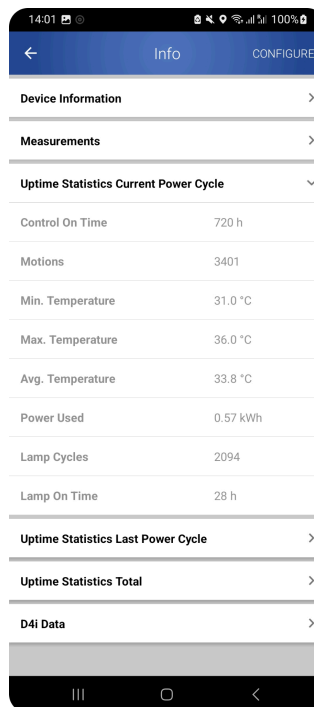 14:01 100%
Info CONFIGURE
Device Information
Measurements
Uptime Statistics Current Power Cycle
Control On Time 720 h
Motions 3401
Min. Temperature 31.0 °C
Max. Temperature 36.0 °C
Avg. Temperature 33.8 °C
Power Used 0.57 kWh
Lamp Cycles 2094
Lamp On Time 28 h
Uptime Statistics Last Power Cycle
Uptime Statistics Total
D4i Data